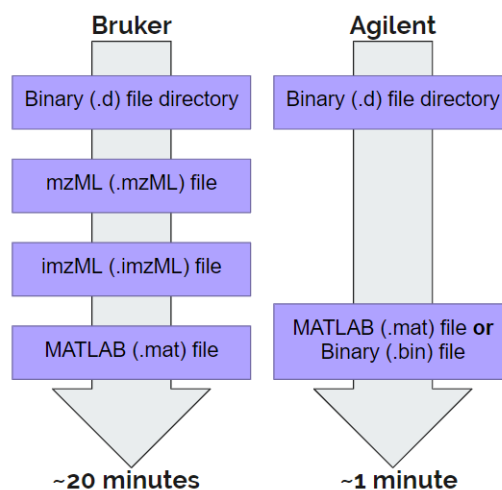 Bruker
Binary (.d) file directory
mzML (.mzML) file
imzML (.imzML) file
MATLAB (.mat) file
~20 minutes
Agilent
Binary (.d) file directory
MATLAB (.mat) file or
Binary (.bin) file
~1 minute